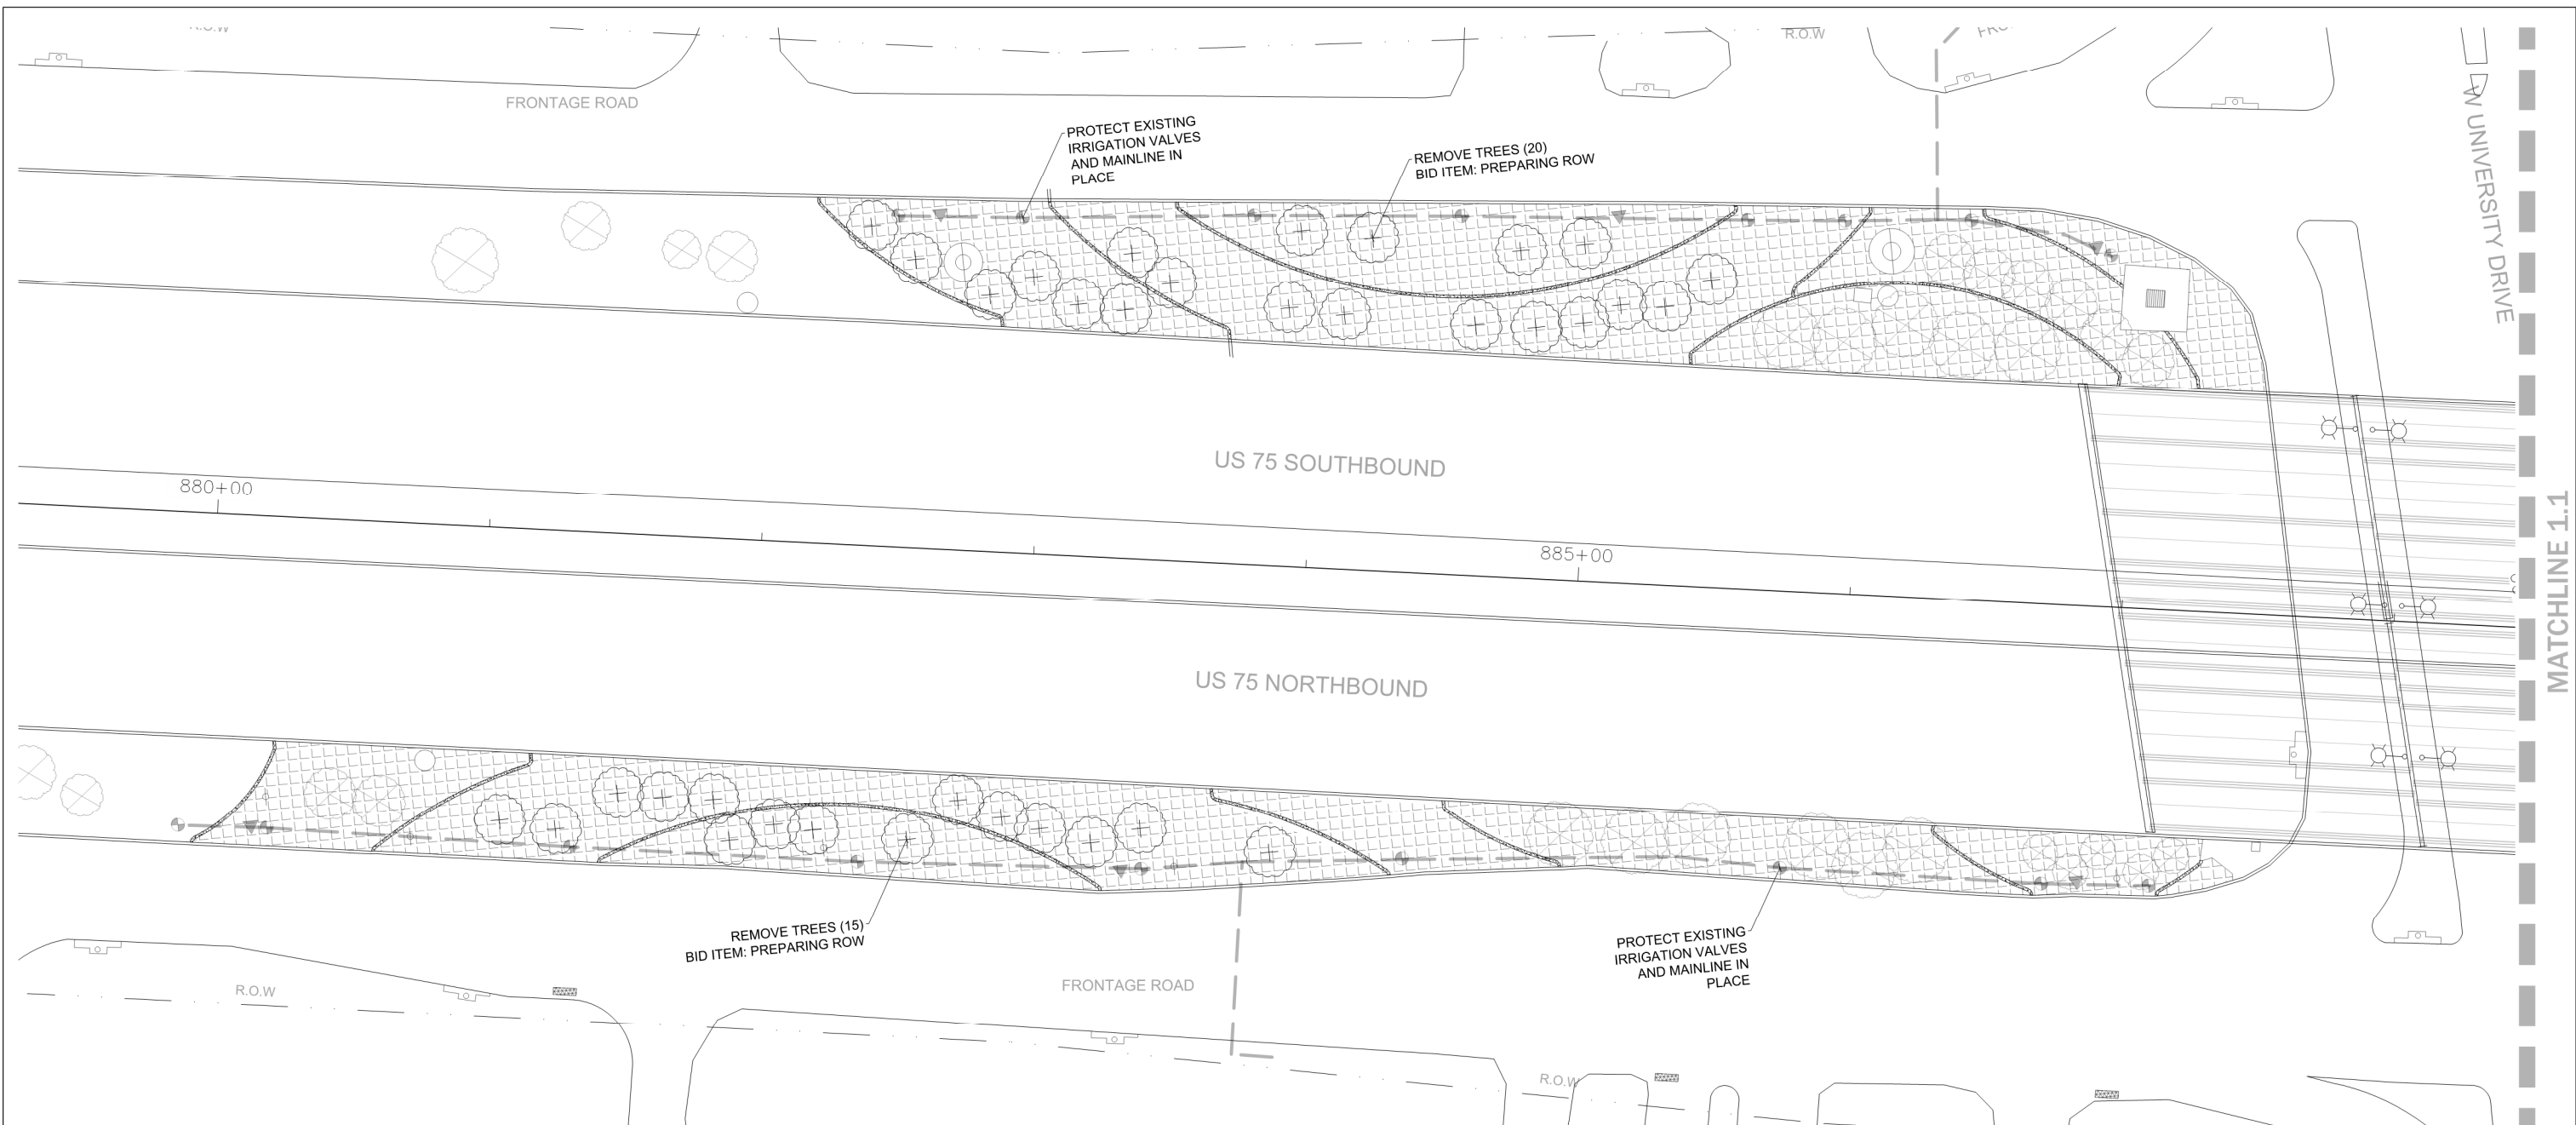 R.O.W
R.O.W
FRONTAGE ROAD
PROTECT EXISTING
IRRIGATION VALVES
AND MAINLINE IN
PLACE
REMOVE TREES (20)
BID ITEM: PREPARING ROW
W UNIVERSITY DRIVE
US 75 SOUTHBOUND
880+00
885+00
MATCHLINE 1.1
US 75 NORTHBOUND
REMOVE TREES (15)
BID ITEM: PREPARING ROW
PROTECT EXISTING
IRRIGATION VALVES
AND MAINLINE IN
PLACE
R.O.W
FRONTAGE ROAD
R.O.W